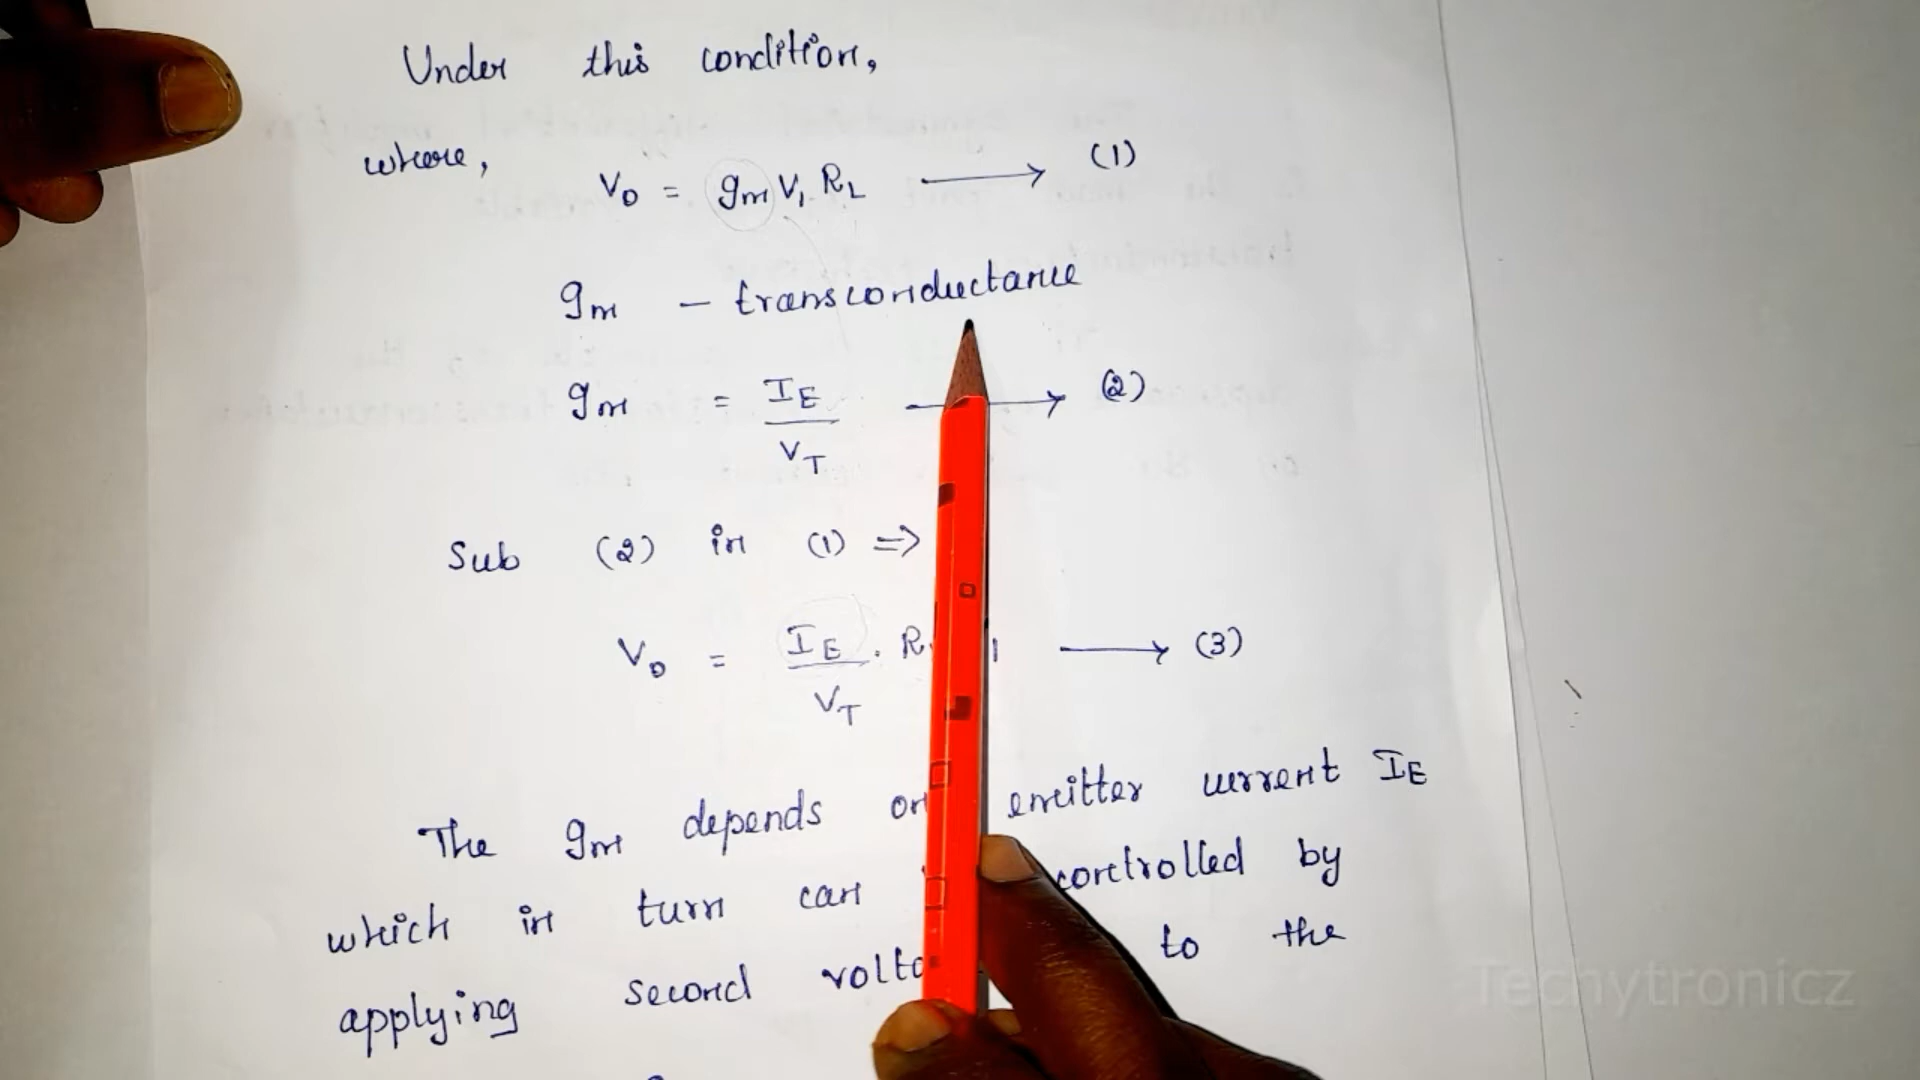 Under this condition,
where,
V0 = gm V1 RL ⟶ (1)
gm – transconductance
gm = IE / VT ⟶ (2)
Sub (2) in (1) =>
V0 = IE / VT . R ⟶ (3)
The gm depends on emitter current IE
which in turn can controlled by
applying second to the
Techytronicz